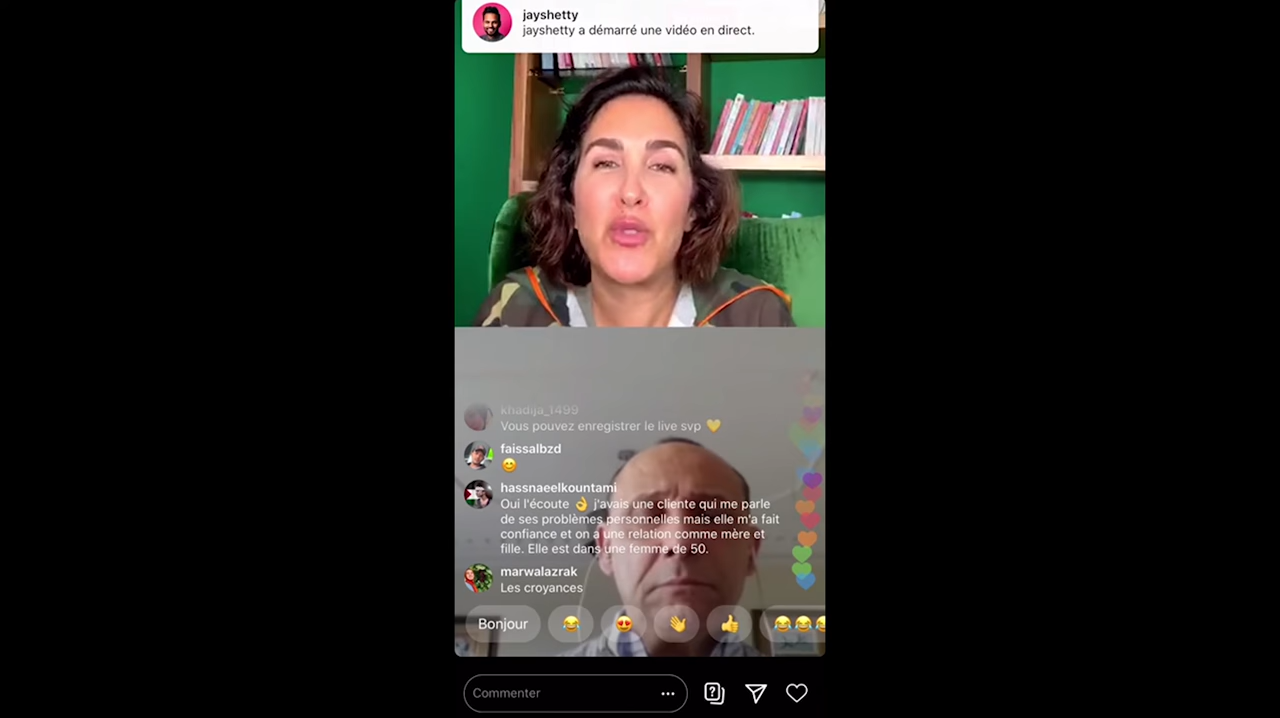 jayshetty
jayshetty a démarré une vidéo en direct.
khadija_1499
Vous pouvez enregistrer le live svp 💛
faissalbzd
😊
hassnaeelkountami
Oui l'écoute 👌 j'avais une cliente qui me parle
de ses problèmes personnelles mais elle m'a fait
confiance et on a une relation comme mère et
fille. Elle est dans une femme de 50.
marwalazrak
Les croyances
Bonjour
Commenter